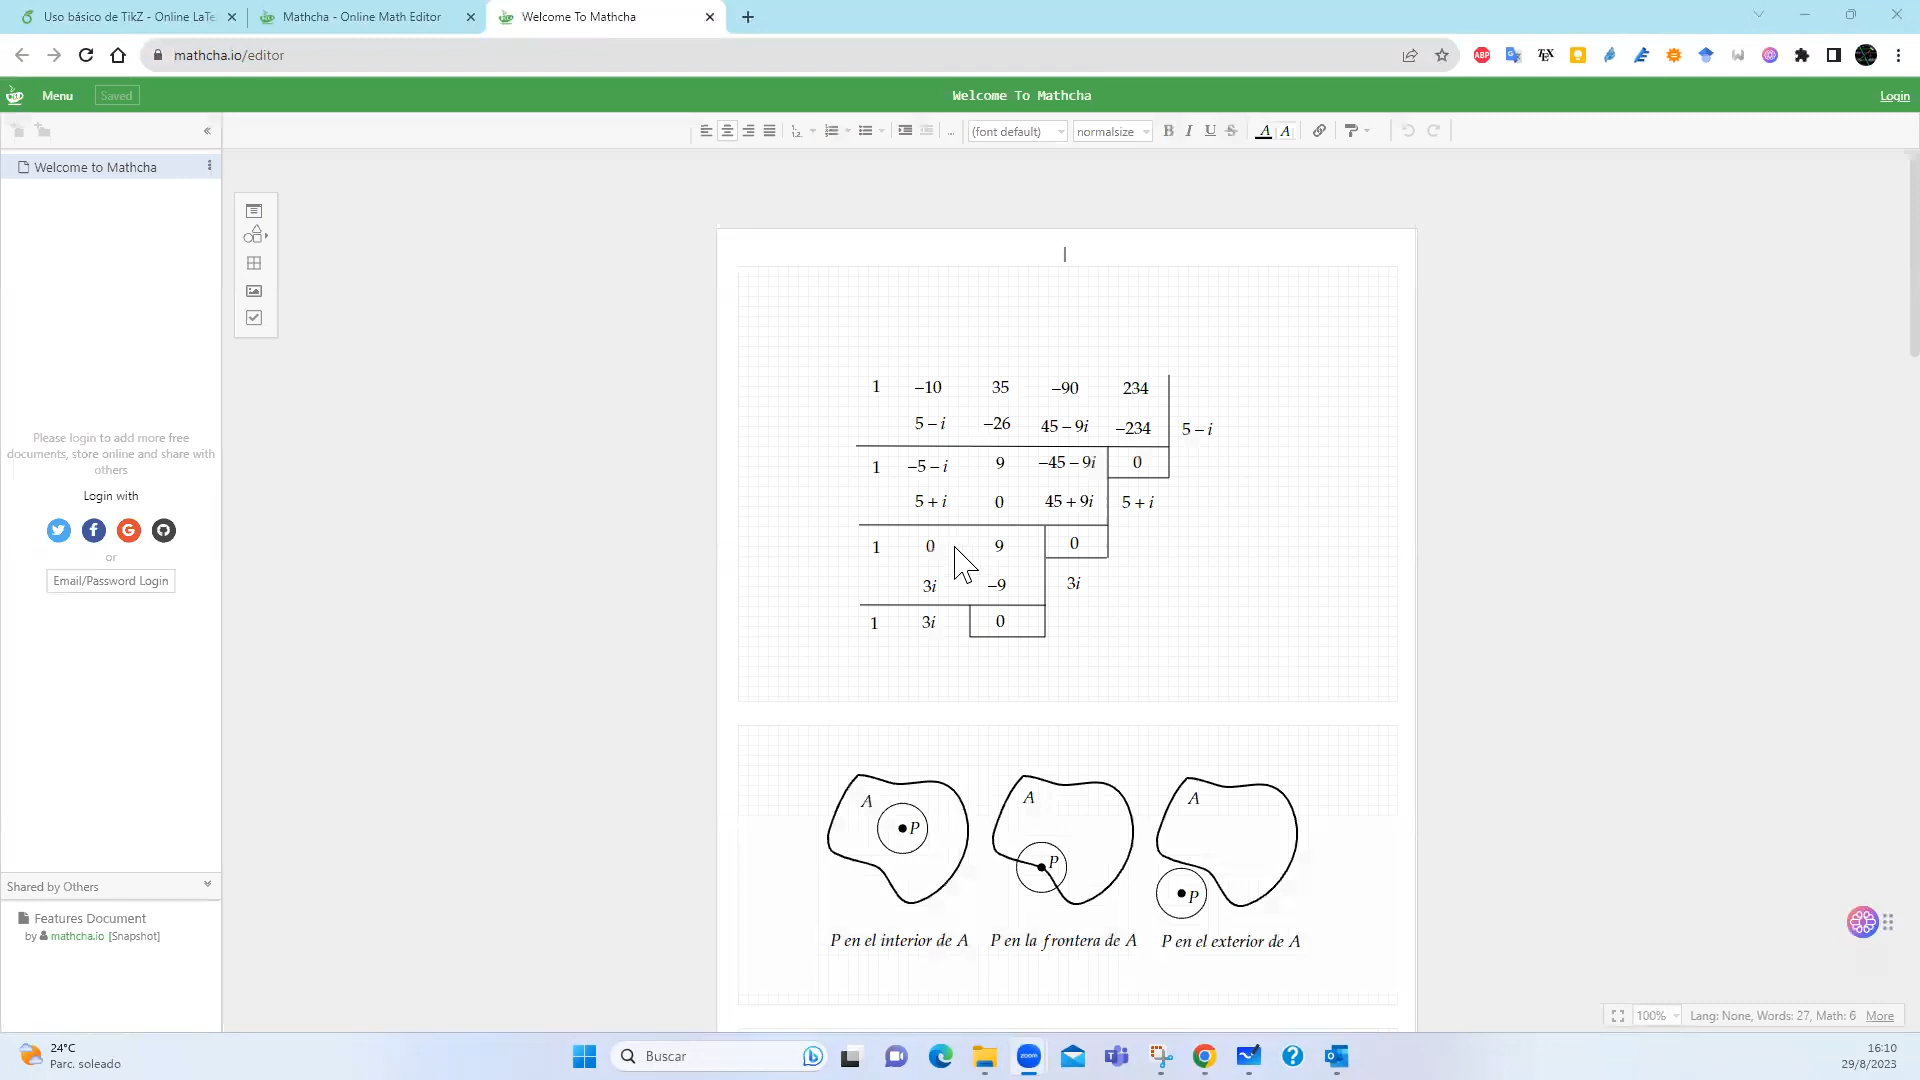 Uso básico de TikZ - Online LaTe
Mathcha - Online Math Editor
Welcome To Mathcha
mathcha.io/editor
Menu
Saved
Welcome To Mathcha
Login
(font default)
normalsize
B I U S
A A
Welcome to Mathcha
Please login to add more free
documents, store online and share with
others
Login with
or
Email/Password Login
Shared by Others
Features Document
by mathcha.io [Snapshot]
1 −10 35 −90 234
5 − i −26 45 − 9i −234 5 − i
1 −5 − i 9 −45 − 9i 0
5 + i 0 45 + 9i 5 + i
1 0 9 0
3i −9 3i
1 3i 0
A P
A P
A P
P en el interior de A P en la frontera de A P en el exterior de A
100% Lang: None, Words: 27, Math: 6 More
24°C
Parc. soleado
Buscar
zoom
16:10
29/8/2023